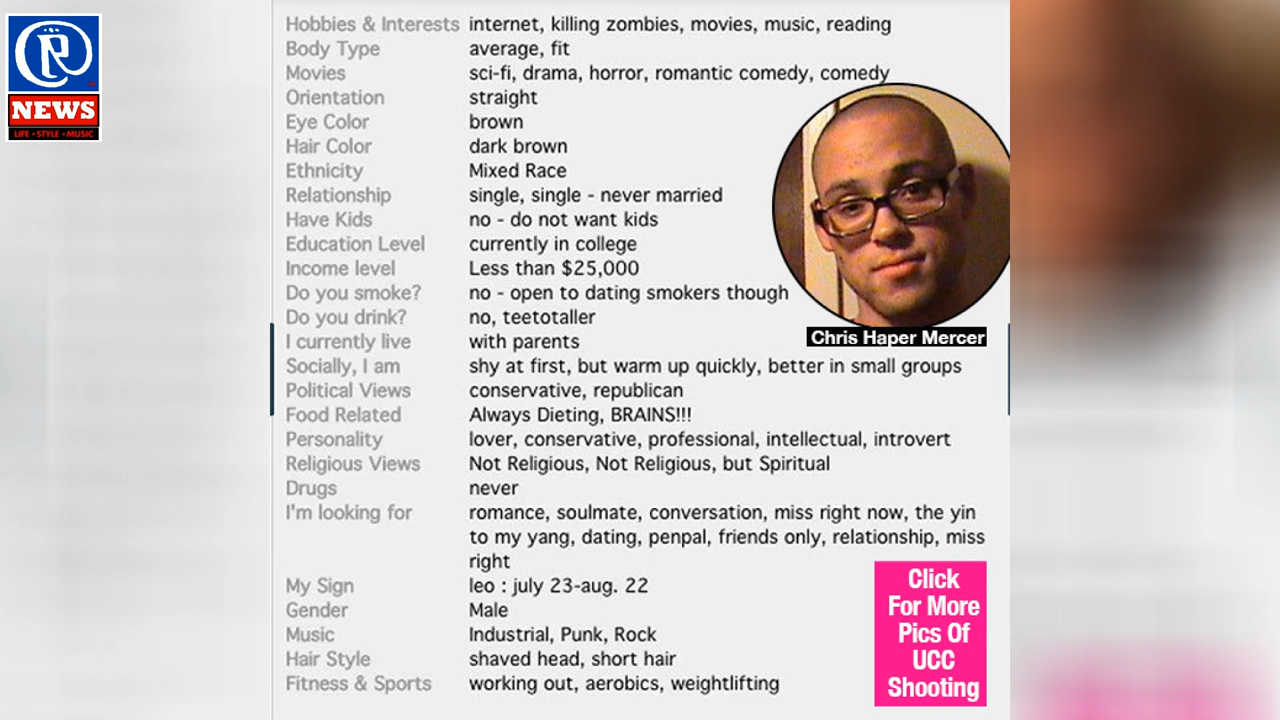 R
NEWS
LIFE • STYLE • MUSIC
Hobbies & Interests internet, killing zombies, movies, music, reading
Body Type average, fit
Movies sci-fi, drama, horror, romantic comedy, comedy
Orientation straight
Eye Color brown
Hair Color dark brown
Ethnicity Mixed Race
Relationship single, single - never married
Have Kids no - do not want kids
Education Level currently in college
Income level Less than $25,000
Do you smoke? no - open to dating smokers though
Do you drink? no, teetotaller
I currently live with parents
Socially, I am shy at first, but warm up quickly, better in small groups
Political Views conservative, republican
Food Related Always Dieting, BRAINS!!!
Personality lover, conservative, professional, intellectual, introvert
Religious Views Not Religious, Not Religious, but Spiritual
Drugs never
I'm looking for romance, soulmate, conversation, miss right now, the yin
to my yang, dating, penpal, friends only, relationship, miss
right
My Sign leo : july 23-aug. 22
Gender Male
Music Industrial, Punk, Rock
Hair Style shaved head, short hair
Fitness & Sports working out, aerobics, weightlifting
Chris Haper Mercer
Click
For More
Pics Of
UCC
Shooting